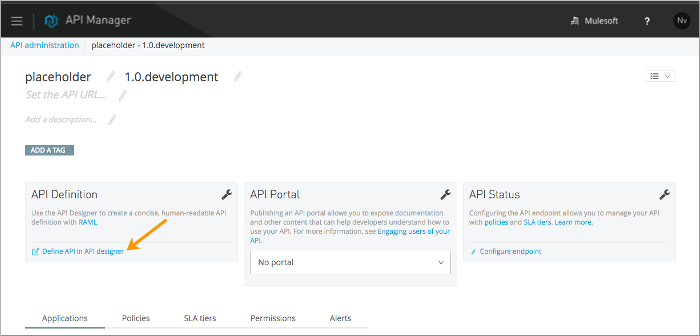 API Manager
Mulesoft
?
Nv
API administration placeholder - 1.0.development
placeholder 1.0.development
Set the API URL...
Add a description...
ADD A TAG
API Definition
Use the API Designer to create a concise, human-readable API
definition with RAML.
Define API in API designer
API Portal
Publishing an API portal allows you to expose documentation
and other content that can help developers understand how to
use your API. For more information, see Engaging users of your
API.
No portal
API Status
Configuring the API endpoint allows you to manage your API
with policies and SLA tiers. Learn more.
Configure endpoint
Applications Policies SLA tiers Permissions Alerts